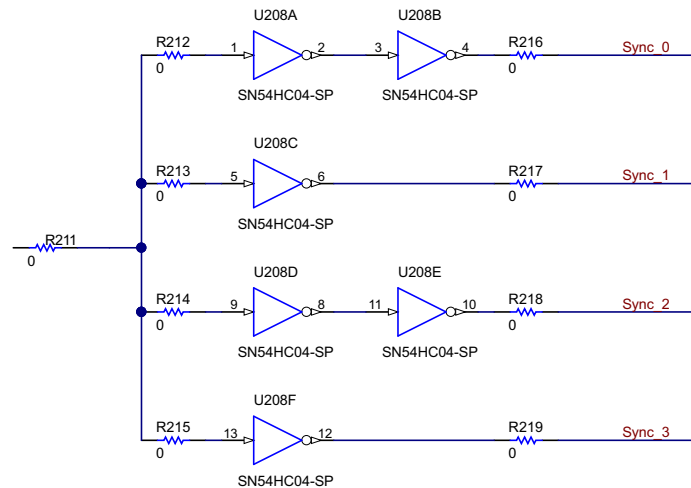 U208A
U208B
R212
1
2
3
4
R216
Sync_0
0
0
SN54HC04-SP
SN54HC04-SP
U208C
R213
5
6
R217
Sync_1
0
0
SN54HC04-SP
R211
0
U208D
U208E
R214
9
8
11
10
R218
Sync_2
0
0
SN54HC04-SP
SN54HC04-SP
U208F
R215
13
12
R219
Sync_3
0
0
SN54HC04-SP